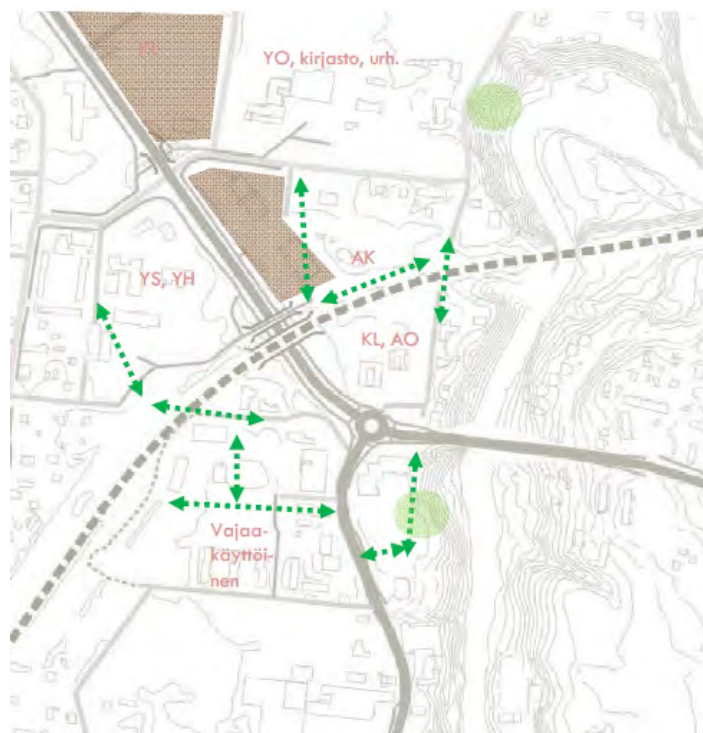 YO, kirjasto, urh.
AK
YS, YH
KL, AO
Vajaa-
käyttöi-
nen